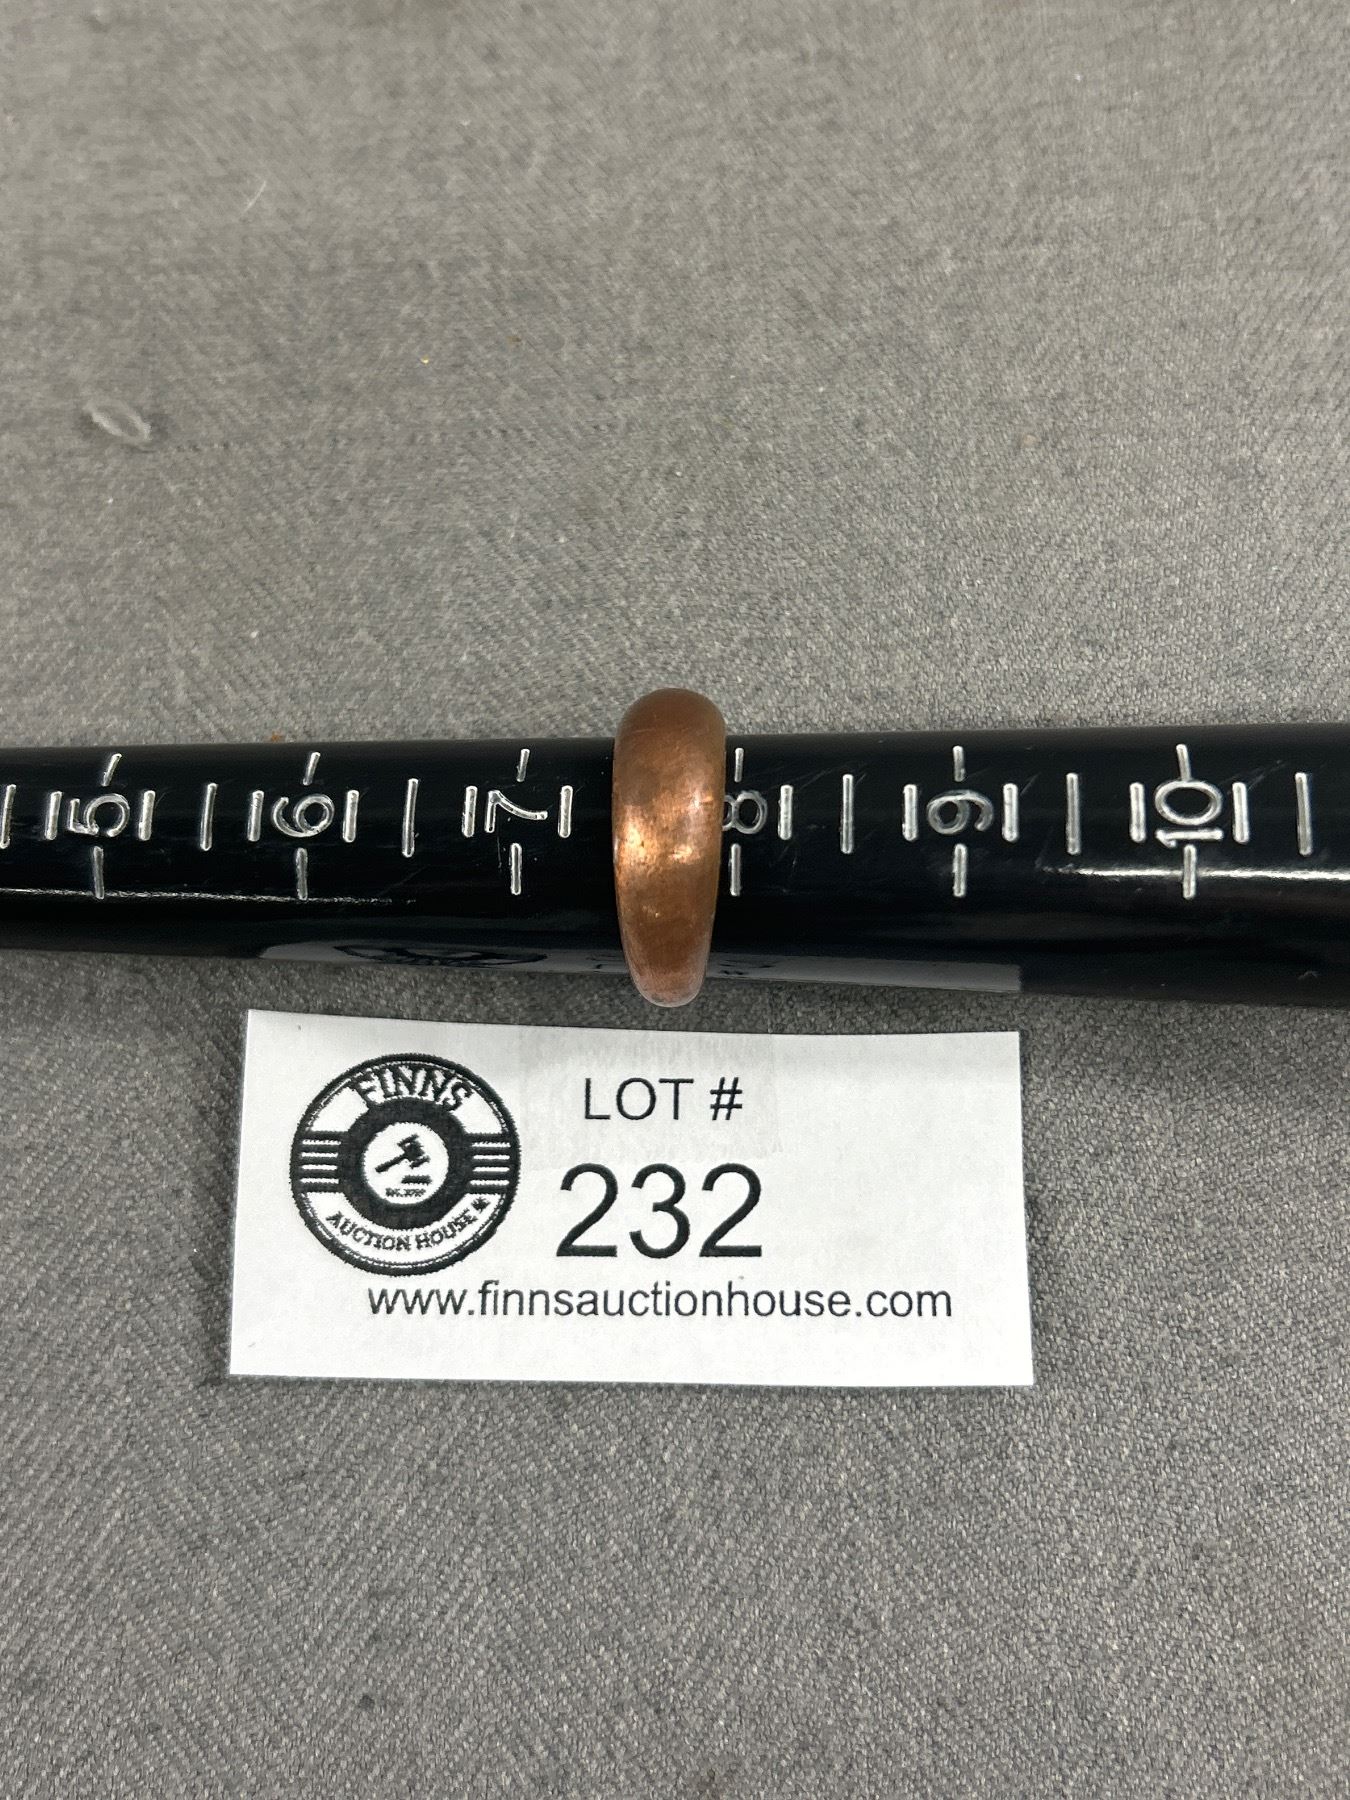 5 6 7 8 9 10
FINNS
AUCTION HOUSE
LOT #
232
www.finnsauctionhouse.com